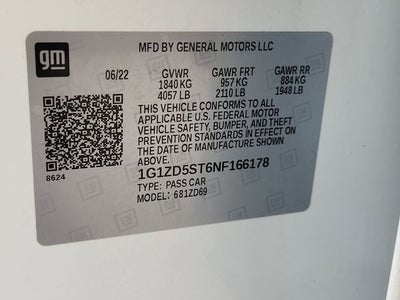 gm
MFD BY GENERAL MOTORS LLC
06/22 GVWR GAWR FRT GAWR RR
1840 KG 957 KG 884 KG
4057 LB 2110 LB 1948 LB
THIS VEHICLE CONFORMS TO ALL
APPLICABLE U.S. FEDERAL MOTOR
VEHICLE SAFETY, BUMPER, AND THEFT
PREVENTION STANDARDS IN EFFECT ON
THE DATE OF MANUFACTURE SHOWN
ABOVE.
1G1ZD5ST6NF166178
TYPE: PASS CAR
MODEL: 681ZD69
8624